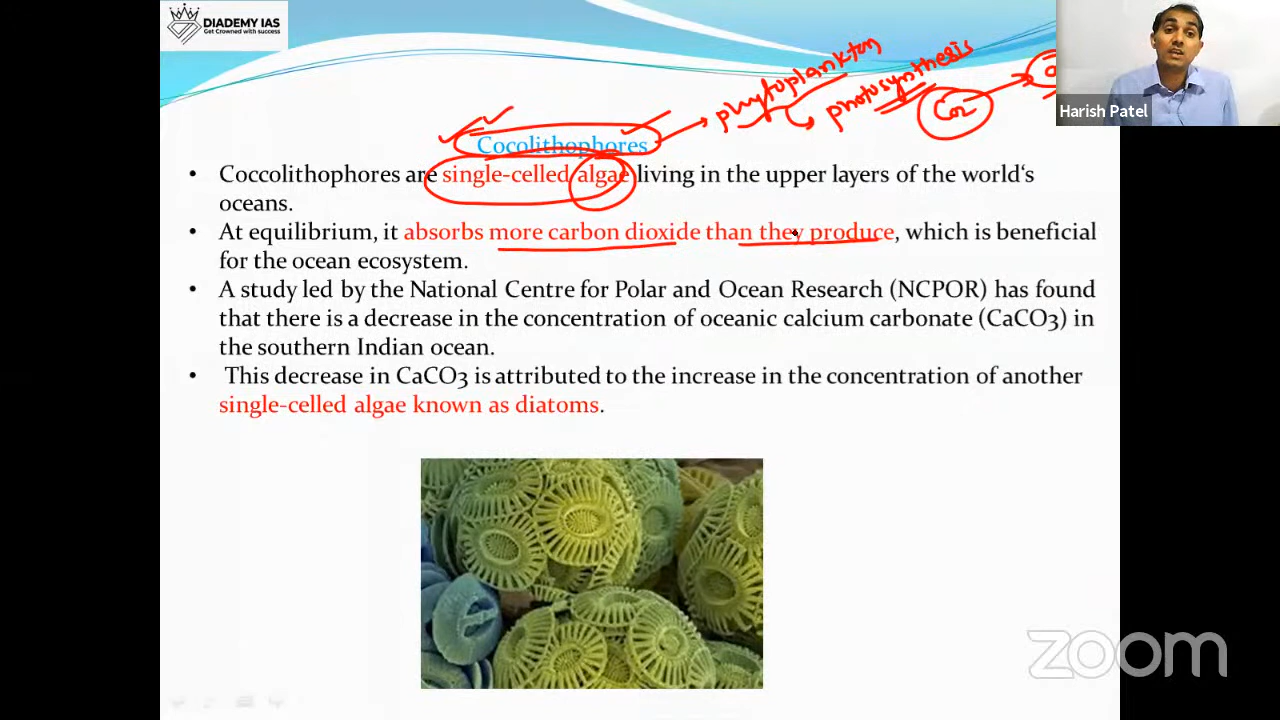 DIADEMY IAS
Get Crowned with success
phytoplankton
photosynthesis
CO2
Harish Patel
Cocolithophores
• Coccolithophores are single-celled algae living in the upper layers of the world's
oceans.
• At equilibrium, it absorbs more carbon dioxide than they produce, which is beneficial
for the ocean ecosystem.
• A study led by the National Centre for Polar and Ocean Research (NCPOR) has found
that there is a decrease in the concentration of oceanic calcium carbonate (CaCO3) in
the southern Indian ocean.
• This decrease in CaCO3 is attributed to the increase in the concentration of another
single-celled algae known as diatoms.
zoom